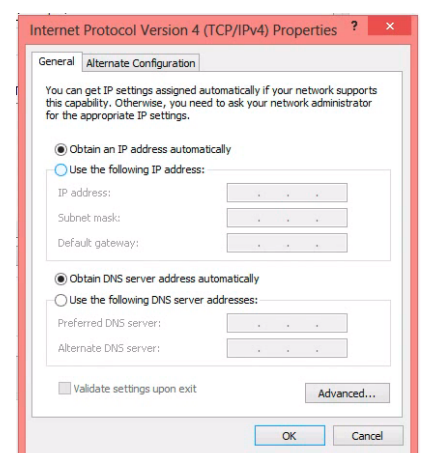 Internet Protocol Version 4 (TCP/IPv4) Properties ? ×
General Alternate Configuration
You can get IP settings assigned automatically if your network supports
this capability. Otherwise, you need to ask your network administrator
for the appropriate IP settings.
Obtain an IP address automatically
Use the following IP address:
IP address: . . .
Subnet mask: . . .
Default gateway: . . .
Obtain DNS server address automatically
Use the following DNS server addresses:
Preferred DNS server: . . .
Alternate DNS server: . . .
Validate settings upon exit
Advanced...
OK Cancel